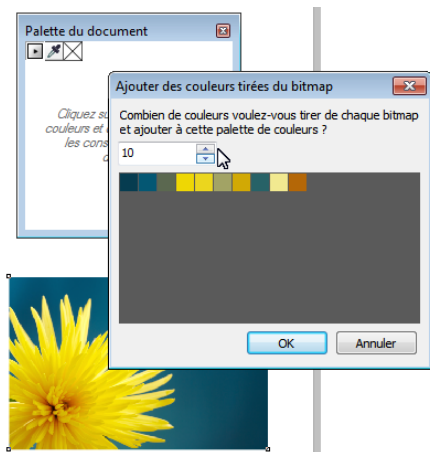 Palette du document
Cliquez
couleurs et
les cons
Ajouter des couleurs tirées du bitmap
Combien de couleurs voulez-vous tirer de chaque bitmap
et ajouter à cette palette de couleurs ?
10
OK
Annuler